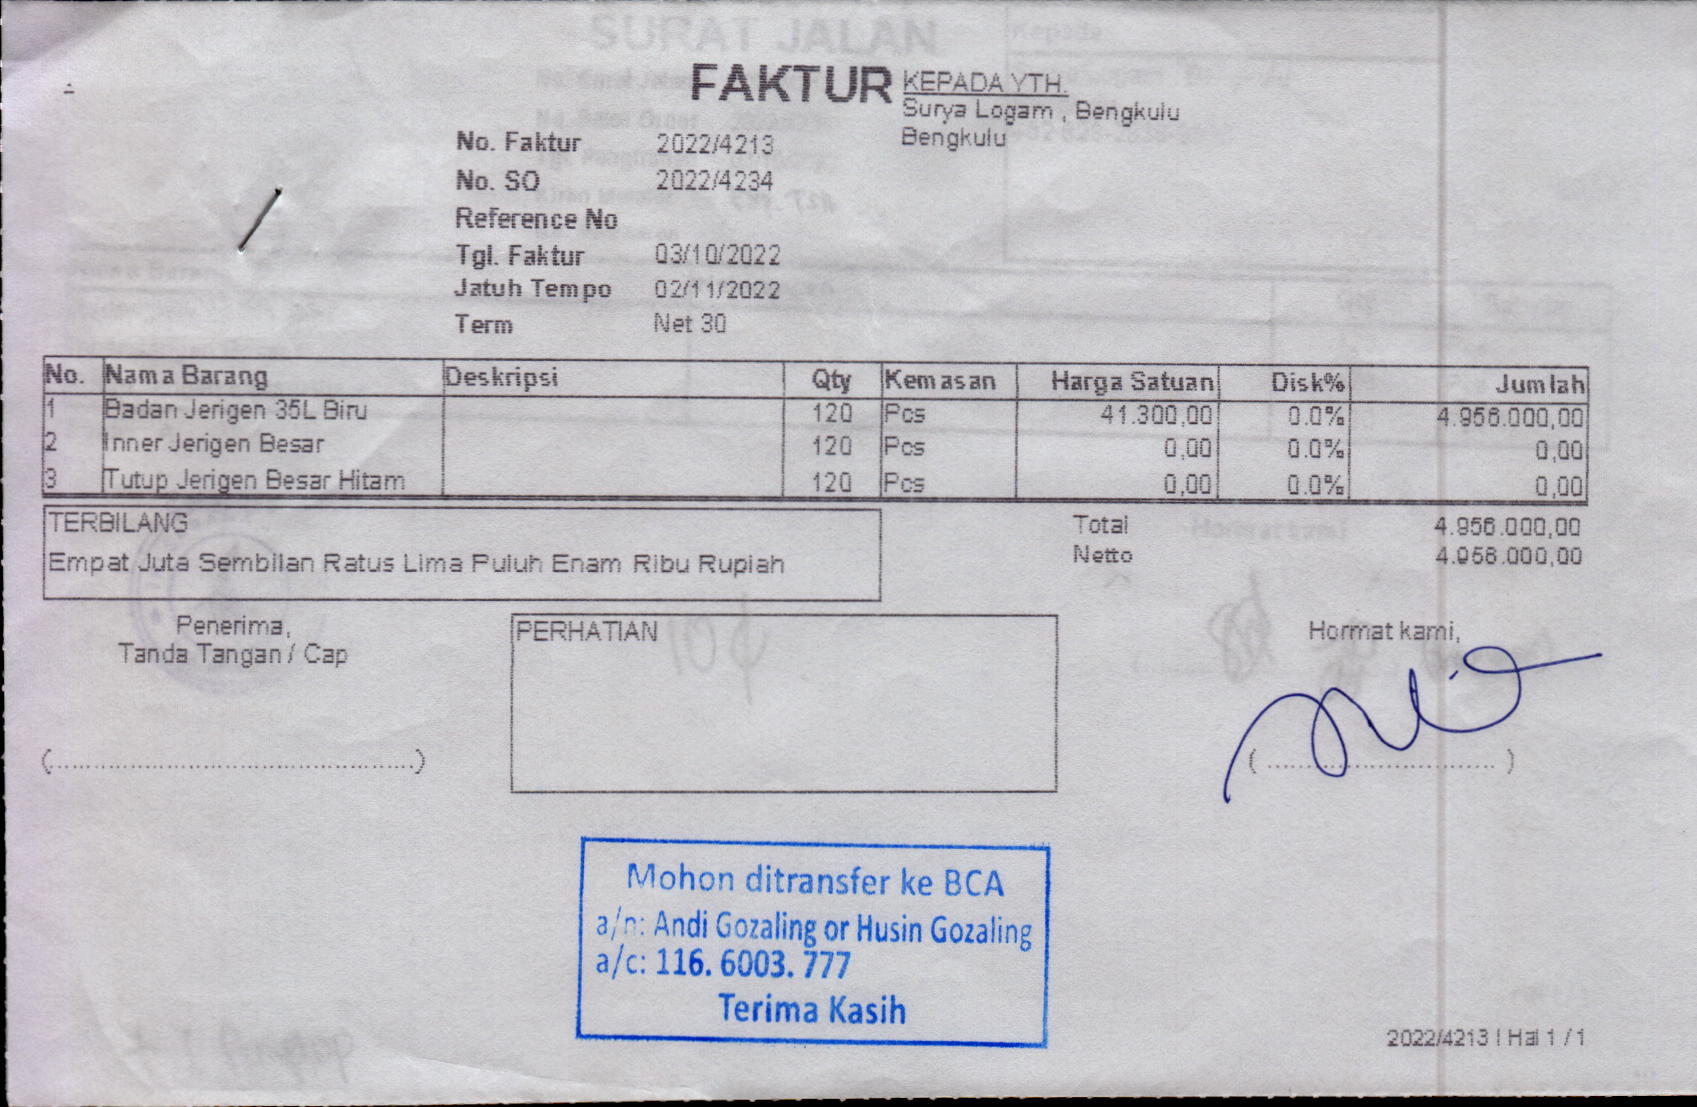 SURAT JALAN
FAKTUR
KEPADA YTH.
Surya Logam , Bengkulu
Bengkulu
No. Faktur 2022/4213
No. SO 2022/4234
Reference No
Tgl. Faktur 03/10/2022
Jatuh Tempo 02/11/2022
Term Net 30
No. Nama Barang Deskripsi Qty Kemasan Harga Satuan Disk% Jumlah
1 Badan Jerigen 35L Biru 120 Pcs 41.300,00 0.0% 4.956.000,00
2 Inner Jerigen Besar 120 Pcs 0,00 0.0% 0,00
3 Tutup Jerigen Besar Hitam 120 Pcs 0,00 0.0% 0,00
TERBILANG
Empat Juta Sembilan Ratus Lima Puluh Enam Ribu Rupiah
Total 4.956.000,00
Netto 4.956.000,00
Penerima,
Tanda Tangan / Cap
PERHATIAN
Hormat kami,
(..............................................)
( .............................. )
Mohon ditransfer ke BCA
a/n: Andi Gozaling or Husin Gozaling
a/c: 116. 6003. 777
Terima Kasih
2022/4213 | Hal 1 / 1